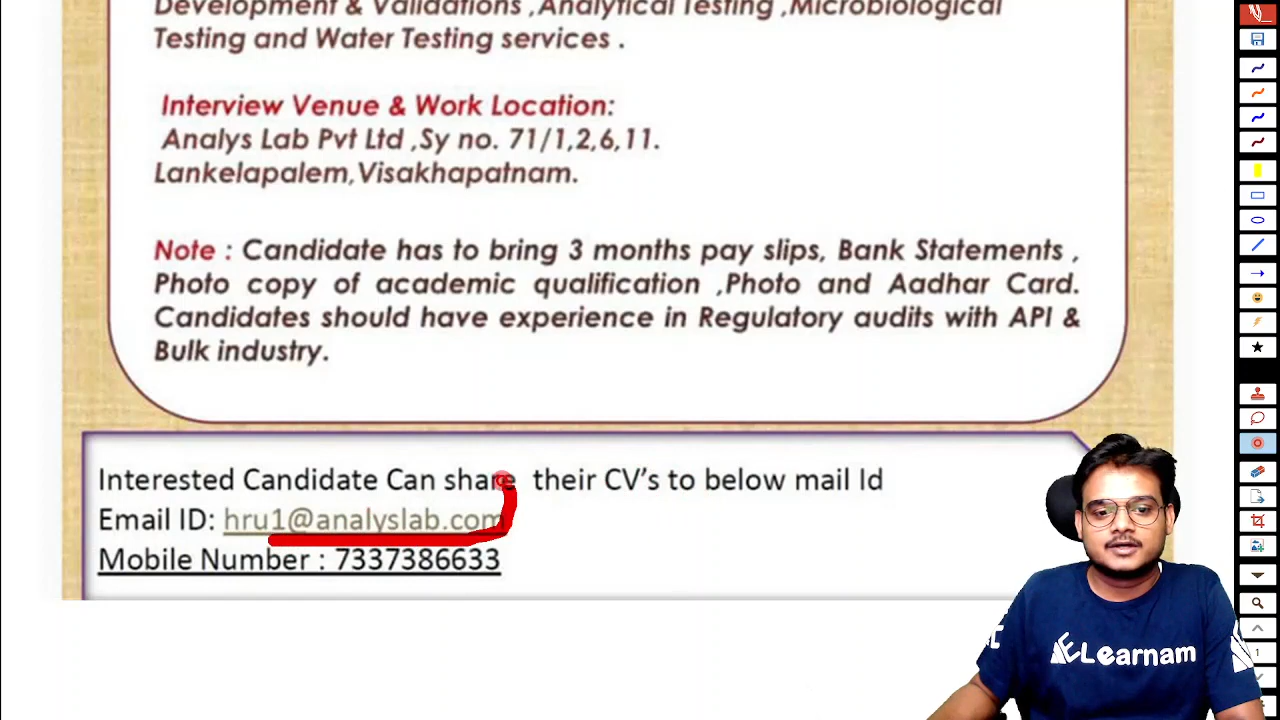 Development & Validations ,Analytical Testing ,Microbiological
Testing and Water Testing services .
Interview Venue & Work Location:
Analys Lab Pvt Ltd ,Sy no. 71/1,2,6,11.
Lankelapalem,Visakhapatnam.
Note : Candidate has to bring 3 months pay slips, Bank Statements ,
Photo copy of academic qualification ,Photo and Aadhar Card.
Candidates should have experience in Regulatory audits with API &
Bulk industry.
Interested Candidate Can share their CV's to below mail Id
Email ID: hru1@analyslab.com
Mobile Number : 7337386633
Learnam
1